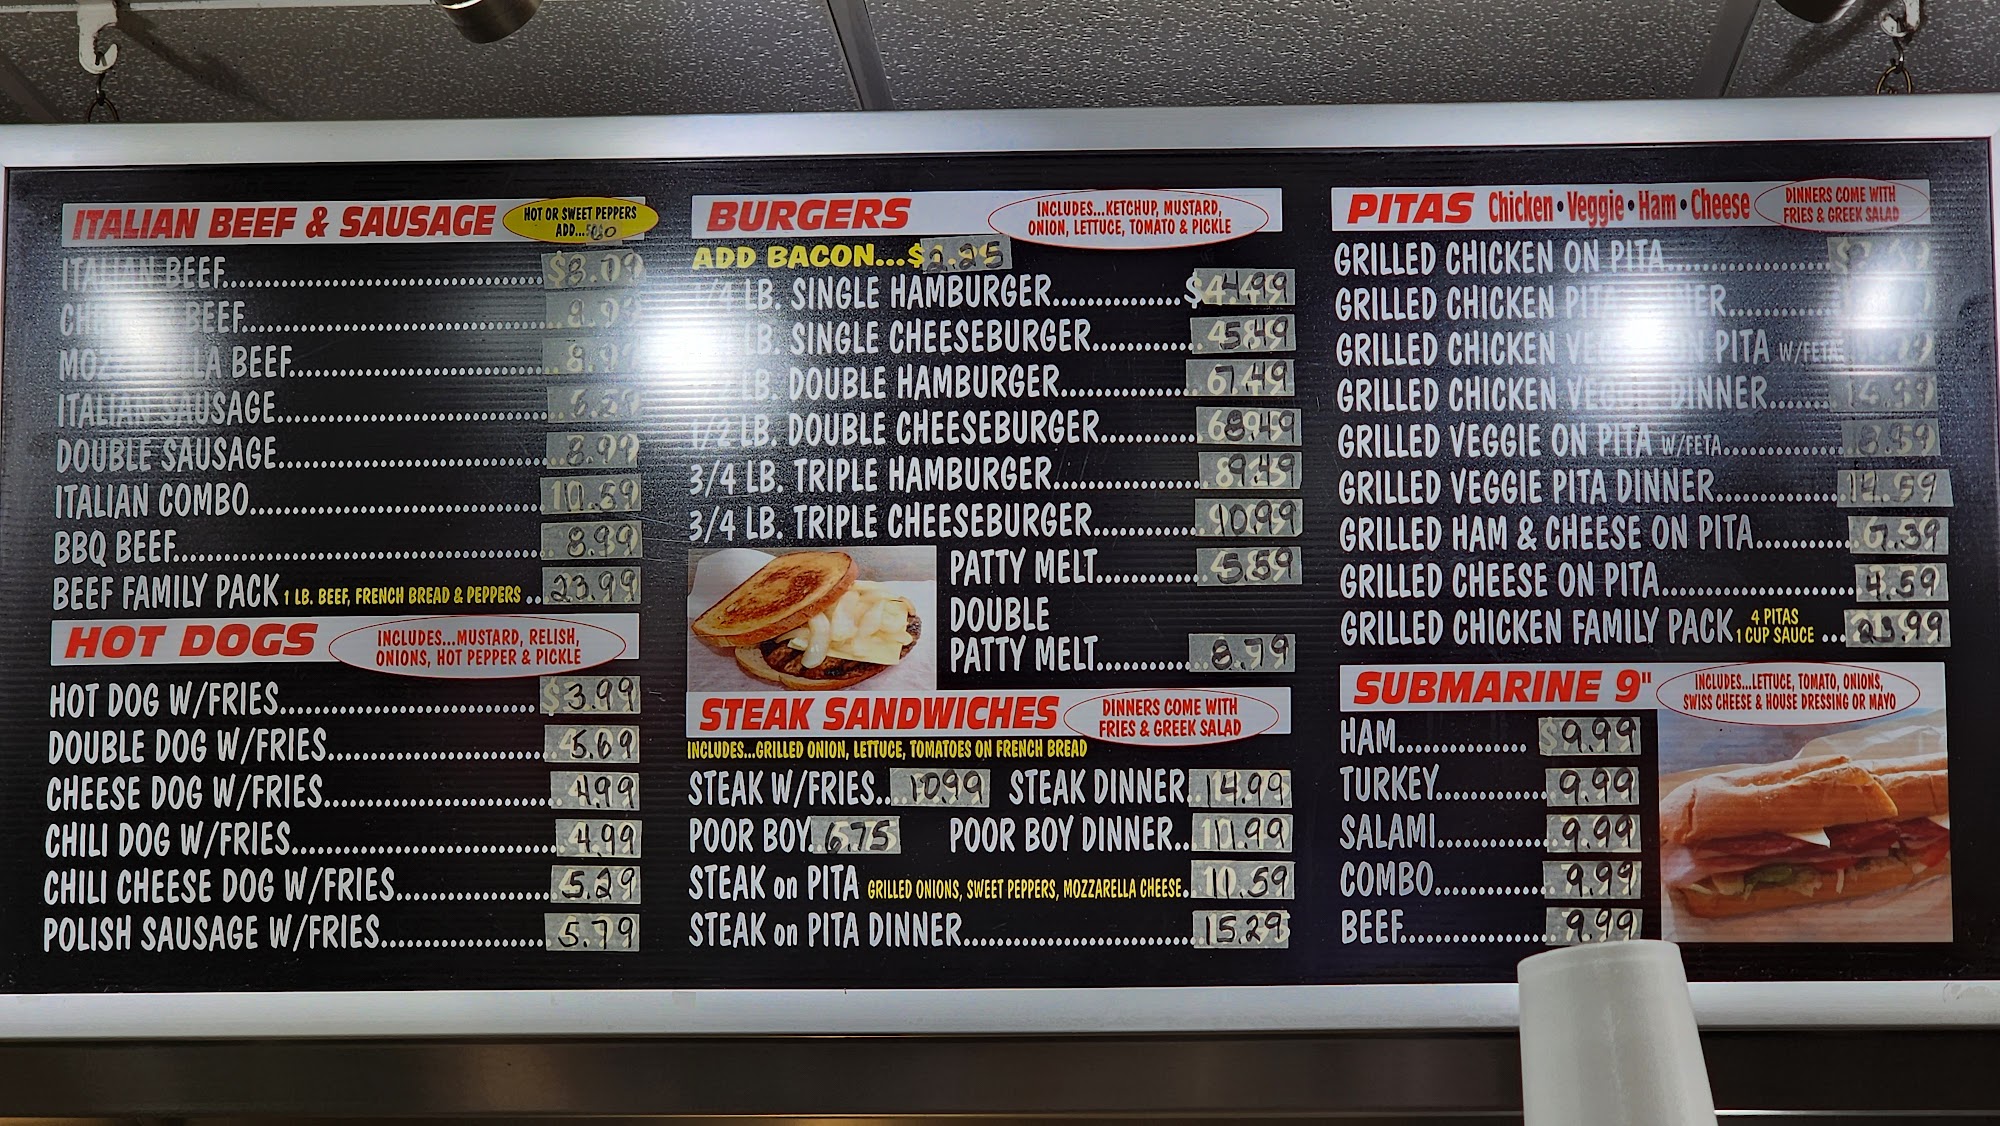 ITALIAN BEEF & SAUSAGE
HOT OR SWEET PEPPERS
ADD...
ITALIAN BEEF
BEEF
BEEF
ITALIAN SAUSAGE
DOUBLE SAUSAGE 8.99
ITALIAN COMBO 10.59
BBQ BEEF 8.99
BEEF FAMILY PACK 1 LB. BEEF, FRENCH BREAD & PEPPERS .. 23.99
HOT DOGS
INCLUDES...MUSTARD, RELISH,
ONIONS, HOT PEPPER & PICKLE
HOT DOG W/FRIES $3.99
DOUBLE DOG W/FRIES 5.69
CHEESE DOG W/FRIES 4.99
CHILI DOG W/FRIES 4.99
CHILI CHEESE DOG W/FRIES 5.29
POLISH SAUSAGE W/FRIES 5.79
BURGERS
INCLUDES...KETCHUP, MUSTARD,
ONION, LETTUCE, TOMATO & PICKLE
ADD BACON...$
LB. SINGLE HAMBURGER $4.99
LB. SINGLE CHEESEBURGER 5.49
LB. DOUBLE HAMBURGER 7.49
1/2 LB. DOUBLE CHEESEBURGER 8.49
3/4 LB. TRIPLE HAMBURGER 9.49
3/4 LB. TRIPLE CHEESEBURGER 10.99
PATTY MELT 5.59
DOUBLE
PATTY MELT 8.79
STEAK SANDWICHES
DINNERS COME WITH
FRIES & GREEK SALAD
INCLUDES...GRILLED ONION, LETTUCE, TOMATOES ON FRENCH BREAD
STEAK W/FRIES 10.99 STEAK DINNER 14.99
POOR BOY 6.75 POOR BOY DINNER 11.99
STEAK on PITA GRILLED ONIONS, SWEET PEPPERS, MOZZARELLA CHEESE 11.59
STEAK on PITA DINNER 15.29
PITAS Chicken • Veggie • Ham • Cheese
DINNERS COME WITH
FRIES & GREEK SALAD
GRILLED CHICKEN ON PITA
GRILLED CHICKEN
GRILLED CHICKEN PITA W/FETA
GRILLED CHICKEN DINNER
GRILLED VEGGIE ON PITA W/FETA
GRILLED VEGGIE PITA DINNER
GRILLED HAM & CHEESE ON PITA
GRILLED CHEESE ON PITA 4.59
GRILLED CHICKEN FAMILY PACK 4 PITAS
1 CUP SAUCE ...
SUBMARINE 9"
INCLUDES...LETTUCE, TOMATO, ONIONS,
SWISS CHEESE & HOUSE DRESSING OR MAYO
HAM $9.99
TURKEY 9.99
SALAMI 9.99
COMBO 9.99
BEEF 9.99